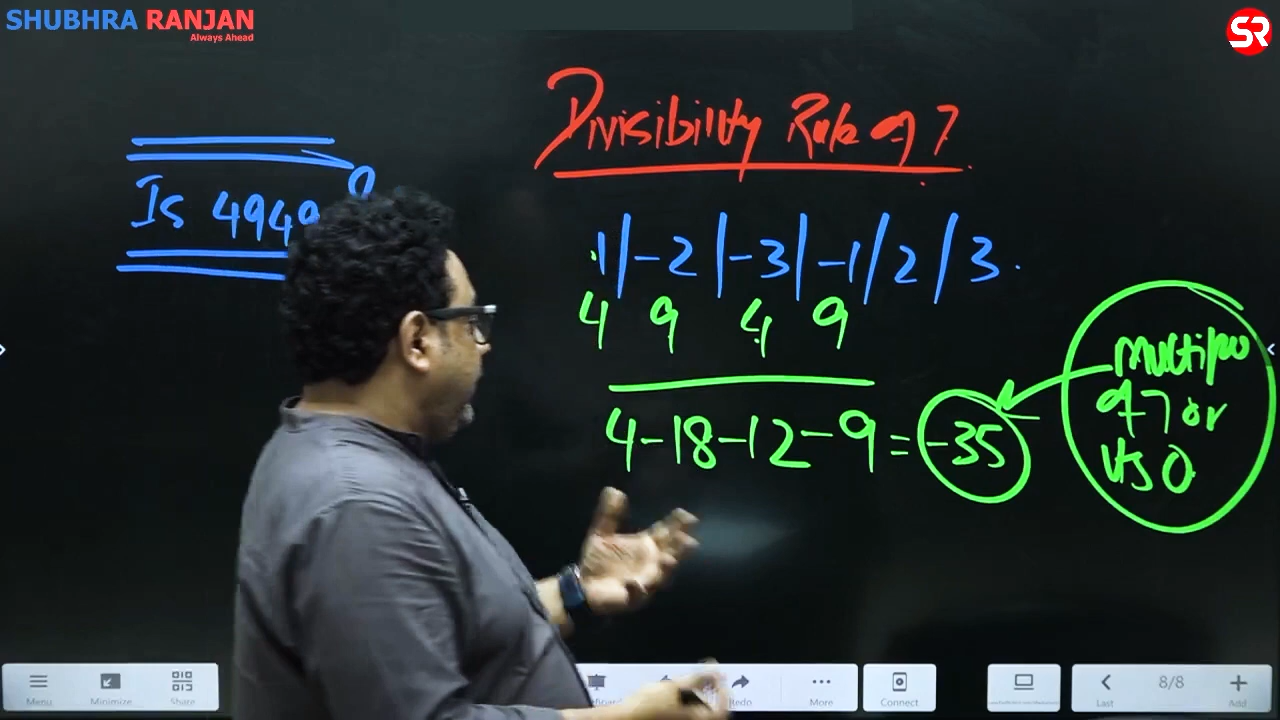 SHUBHRA RANJAN
Always Ahead
SR
Divisibility Rule of 7
Is 4949
1 | -2 | -3 | -1 | 2 | 3
4 9 4 9
4-18-12-9 = -35
of 7 or
0
Menu
Minimize
Share
Redo
More
Connect
Last
8/8
Add